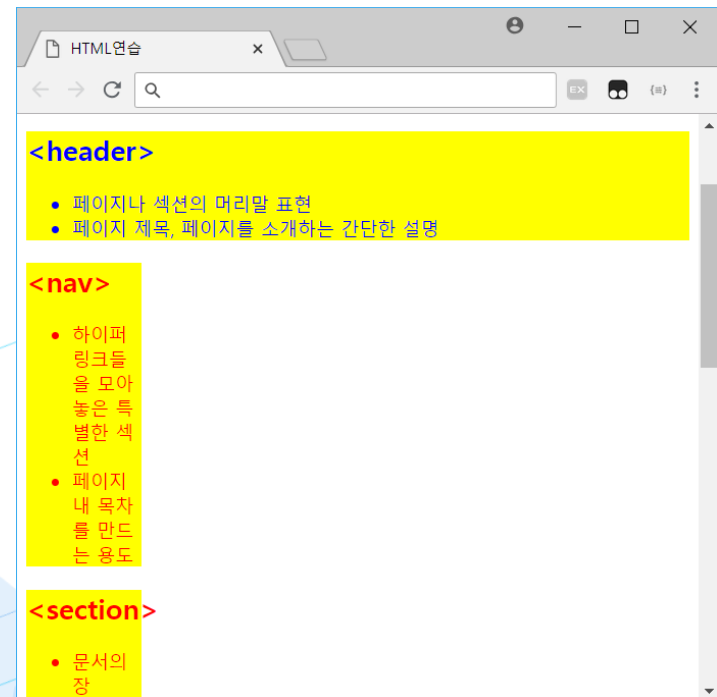 HTML연습
EX
<header>
페이지나 섹션의 머리말 표현
페이지 제목, 페이지를 소개하는 간단한 설명
<nav>
하이퍼
링크들
을 모아
놓은 특
별한 섹
션
페이지
내 목차
를 만드
는 용도
<section>
문서의
장